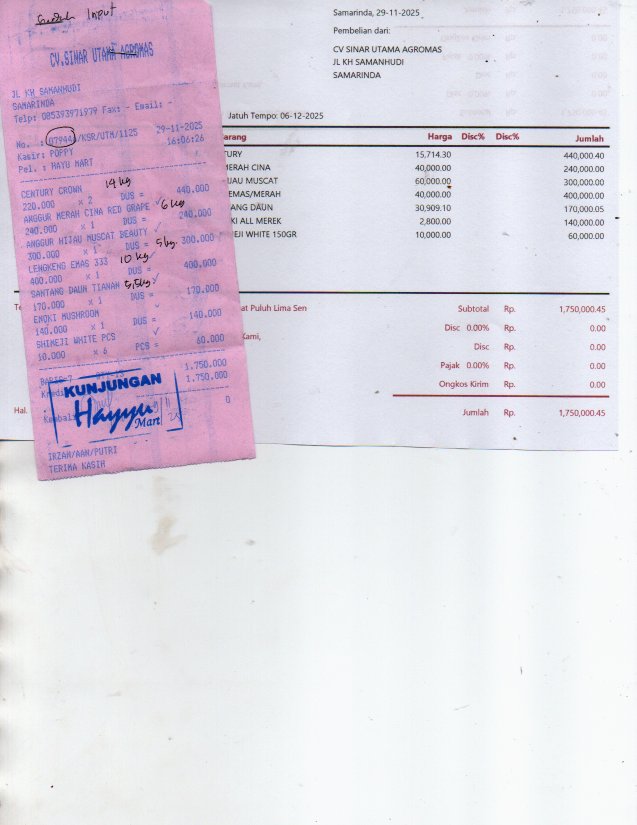 Sudah Input
CV.SINAR UTAMA AGROMAS
JL KH SAMANHUDI
SAMARINDA
Telp: 085393971979 Fax: - Email: -
No. : 07944/KSR/UTM/1125 29-11-2025
Kasir: POPPY 16:06:26
Pel. : HAYU MART
CENTURY CROWN 14 kg
220.000 x 2 DUS = 440.000
ANGGUR MERAH CINA RED GRAPE 6 kg
240.000 x 1 DUS = 240.000
ANGGUR HIJAU MUSCAT BEAUTY
300.000 x 1 DUS = 5 kg. 300.000
LENGKENG EMAS 333 10 kg
400.000 x 1 DUS = 400.000
SANTANG DAUN TIANAN 5,5 kg
170.000 x 1 DUS = 170.000
ENOKI MUSHROOM
140.000 x 1 DUS = 140.000
SHIMEJI WHITE PCS
10.000 x 6 PCS = 60.000
1.750.000
1.750.000
KUNJUNGAN
Hayyu
Mart
Kembali 0
IRZAN/AAN/PUTRI
TERIMA KASIH
Samarinda, 29-11-2025
Pembelian dari:
CV SINAR UTAMA AGROMAS
JL KH SAMANHUDI
SAMARINDA
Jatuh Tempo: 06-12-2025
arang Harga Disc% Disc% Jumlah
TURY 15,714.30 440,000.40
MERAH CINA 40,000.00 240,000.00
JAU MUSCAT 60,000.00 300,000.00
EMAS/MERAH 40,000.00 400,000.00
ANG DAUN 30,909.10 170,000.05
KI ALL MEREK 2,800.00 140,000.00
EJI WHITE 150GR 10,000.00 60,000.00
at Puluh Lima Sen
Kami,
Subtotal Rp. 1,750,000.45
Disc 0.00% Rp. 0.00
Disc Rp. 0.00
Pajak 0.00% Rp. 0.00
Ongkos Kirim Rp. 0.00
Jumlah Rp. 1,750,000.45
Hal.